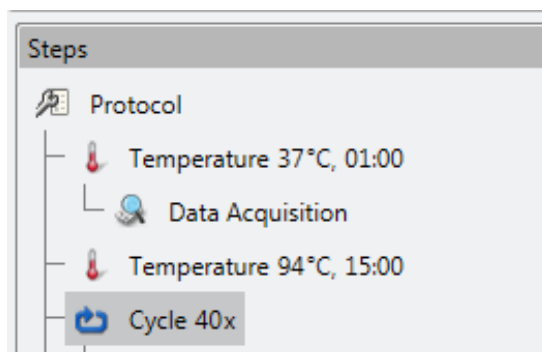 Steps
Protocol
Temperature 37°C, 01:00
Data Acquisition
Temperature 94°C, 15:00
Cycle 40x